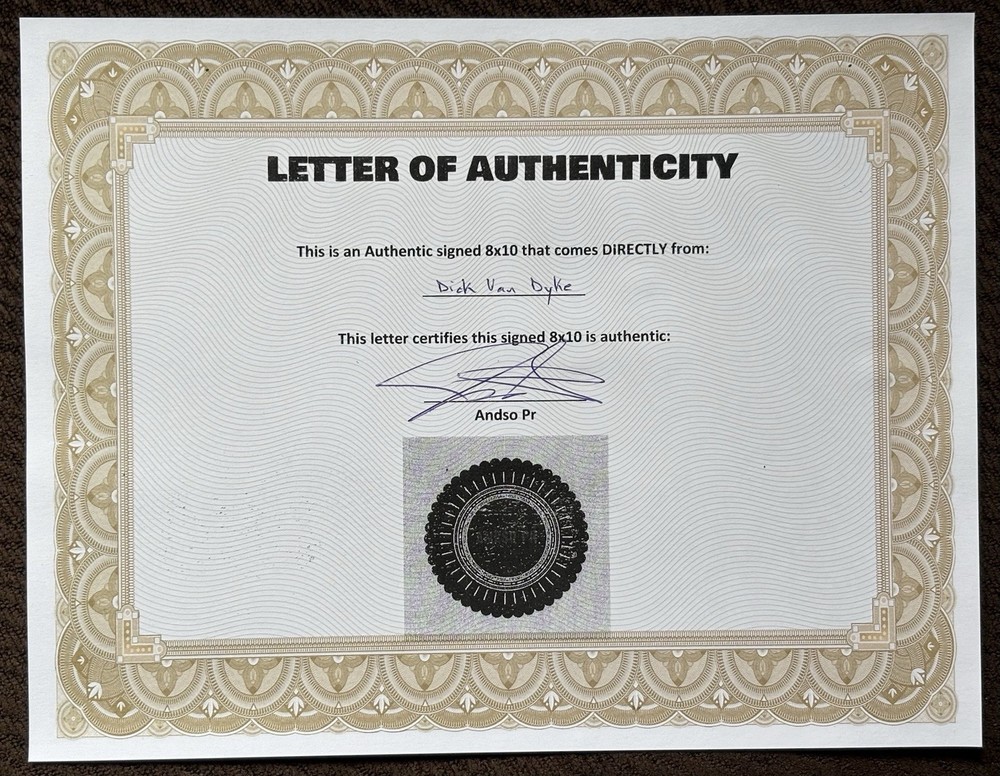 LETTER OF AUTHENTICITY
This is an Authentic signed 8x10 that comes DiRECTLY from:
Dick Van Dyke
This letter certifies this signed 8x10 is authentic:
Andso Pr